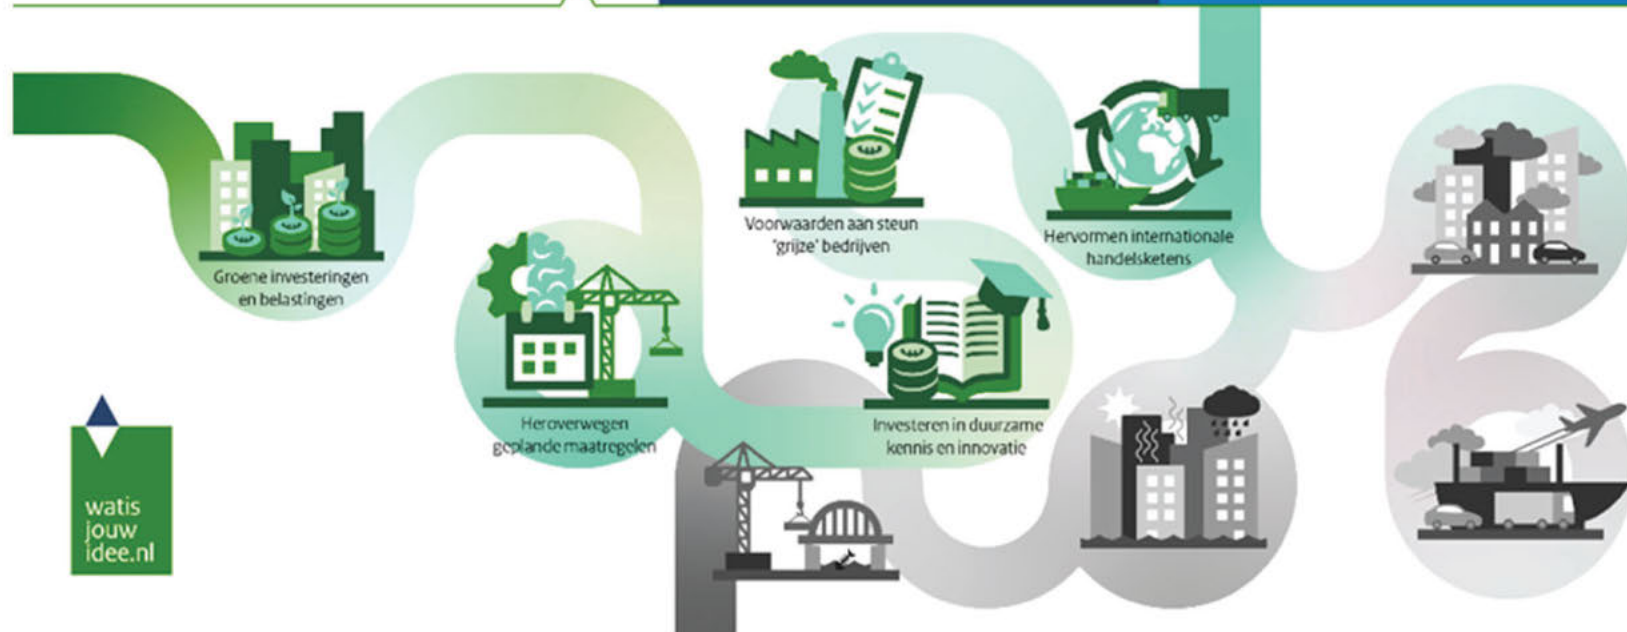 Groene investeringen
en belastingen
Heroverwegen
geplande maatregelen
Voorwaarden aan steun
'grijze' bedrijven
Investeren in duurzame
kennis en innovatie
Hervormen internationale
handelsketens
watis
jouw
idee.nl